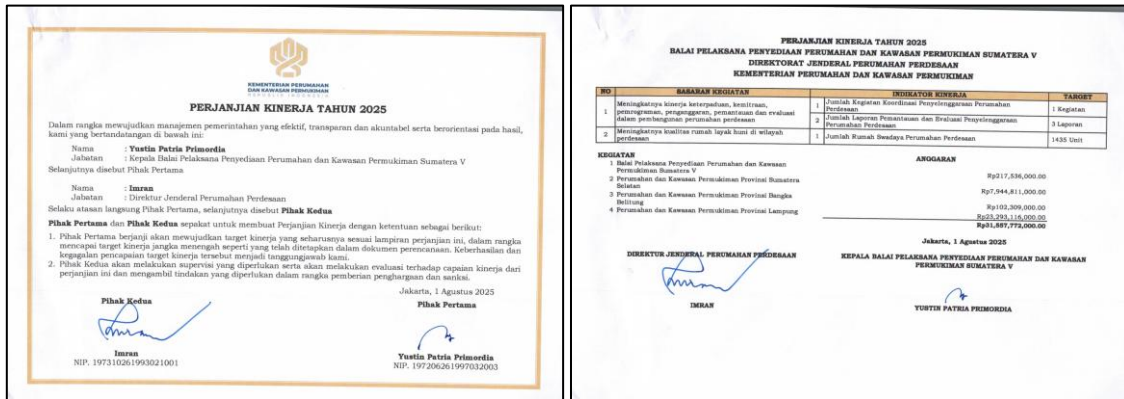 KEMENTERIAN PERUMAHAN
DAN KAWASAN PERMUKIMAN
REPUBLIK INDONESIA
PERJANJIAN KINERJA TAHUN 2025
Dalam rangka mewujudkan manajemen pemerintahan yang efektif, transparan dan akuntabel serta berorientasi pada hasil,
kami yang bertandatangan di bawah ini:
Nama : Yustin Patria Primordia
Jabatan : Kepala Balai Pelaksana Penyediaan Perumahan dan Kawasan Permukiman Sumatera V
Selanjutnya disebut Pihak Pertama
Nama : Imran
Jabatan : Direktur Jenderal Perumahan Perdesaan
Selaku atasan langsung Pihak Pertama, selanjutnya disebut Pihak Kedua
Pihak Pertama dan Pihak Kedua sepakat untuk membuat Perjanjian Kinerja dengan ketentuan sebagai berikut:
1. Pihak Pertama berjanji akan mewujudkan target kinerja yang seharusnya sesuai lampiran perjanjian ini, dalam rangka
mencapai target kinerja jangka menengah seperti yang telah ditetapkan dalam dokumen perencanaan. Keberhasilan dan
kegagalan pencapaian target kinerja tersebut menjadi tanggungjawab kami.
2. Pihak Kedua akan melakukan supervisi yang diperlukan serta akan melakukan evaluasi terhadap capaian kinerja dari
perjanjian ini dan mengambil tindakan yang diperlukan dalam rangka pemberian penghargaan dan sanksi.
Jakarta, 1 Agustus 2025
Pihak Kedua
Pihak Pertama
Imran
NIP. 197310261993021001
Yustin Patria Primordia
NIP. 197206261997032003
PERJANJIAN KINERJA TAHUN 2025
BALAI PELAKSANA PENYEDIAAN PERUMAHAN DAN KAWASAN PERMUKIMAN SUMATERA V
DIREKTORAT JENDERAL PERUMAHAN PERDESAAN
KEMENTERIAN PERUMAHAN DAN KAWASAN PERMUKIMAN
NO SASARAN KEGIATAN INDIKATOR KINERJA TARGET
1 Meningkatnya kinerja keterpaduan, kemitraan,
pemrograman, penganggaran, pemantauan dan evaluasi
dalam pembangunan perumahan perdesaan
1 Jumlah Kegiatan Koordinasi Penyelenggaraan Perumahan
Perdesaan
1 Kegiatan
2 Jumlah Laporan Pemantauan dan Evaluasi Penyelenggaraan
Perumahan Perdesaan
3 Laporan
2 Meningkatnya kualitas rumah layak huni di wilayah
perdesaan
1 Jumlah Rumah Swadaya Perumahan Perdesaan
1435 Unit
KEGIATAN
ANGGARAN
1 Balai Pelaksana Penyediaan Perumahan dan Kawasan
Permukiman Sumatera V
Rp217,536,000.00
2 Perumahan dan Kawasan Permukiman Provinsi Sumatera
Selatan
Rp7,944,811,000.00
3 Perumahan dan Kawasan Permukiman Provinsi Bangka
Belitung
Rp102,309,000.00
4 Perumahan dan Kawasan Permukiman Provinsi Lampung
Rp23,293,116,000.00
Rp31,557,772,000.00
Jakarta, 1 Agustus 2025
DIREKTUR JENDERAL PERUMAHAN PERDESAAN
KEPALA BALAI PELAKSANA PENYEDIAAN PERUMAHAN DAN KAWASAN
PERMUKIMAN SUMATERA V
IMRAN
YUSTIN PATRIA PRIMORDIA